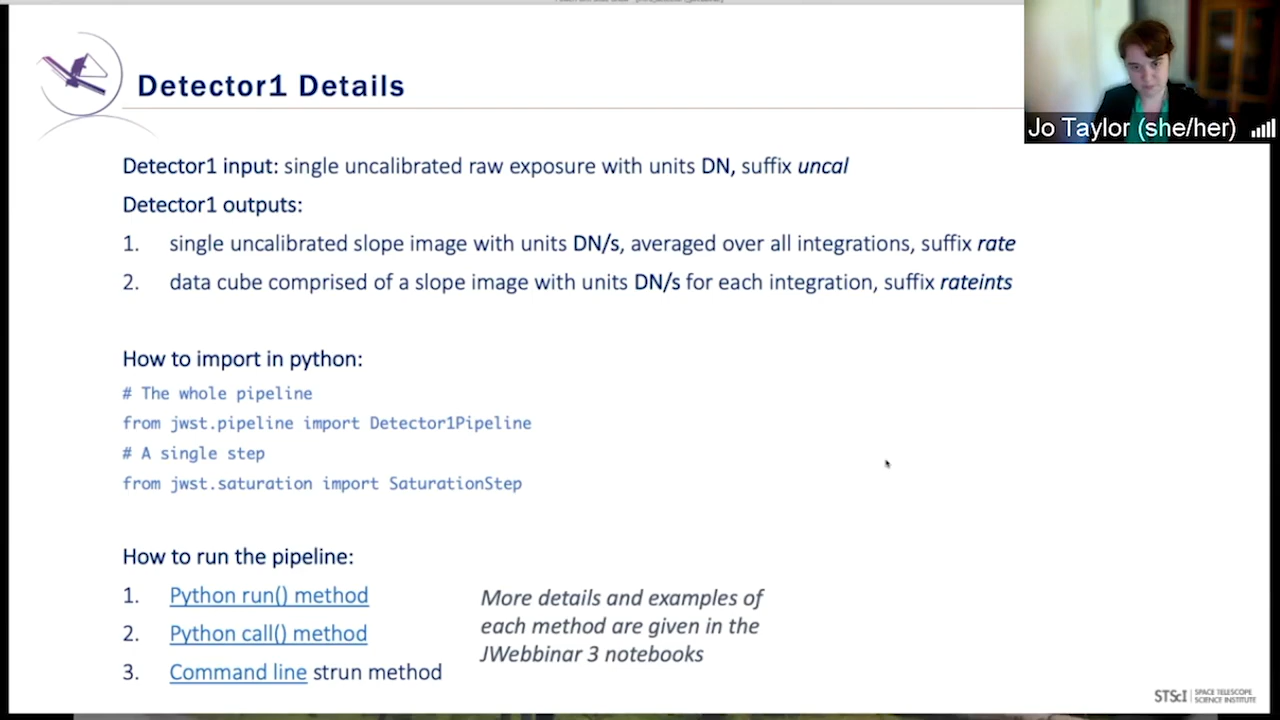 Detector1 Details
Jo Taylor (she/her)
Detector1 input: single uncalibrated raw exposure with units DN, suffix uncal
Detector1 outputs:
1. single uncalibrated slope image with units DN/s, averaged over all integrations, suffix rate
2. data cube comprised of a slope image with units DN/s for each integration, suffix rateints
How to import in python:
# The whole pipeline
from jwst.pipeline import Detector1Pipeline
# A single step
from jwst.saturation import SaturationStep
How to run the pipeline:
1. Python run() method
2. Python call() method
3. Command line strun method
More details and examples of
each method are given in the
JWebbinar 3 notebooks
STScI | SPACE TELESCOPE
SCIENCE INSTITUTE